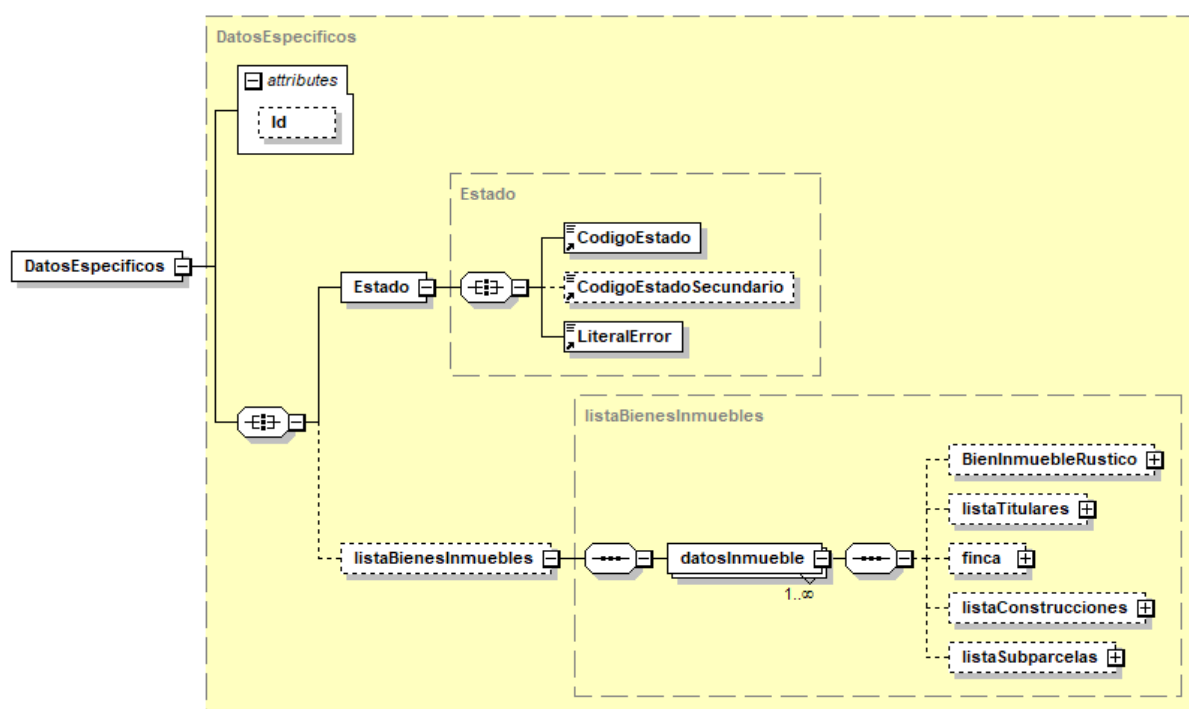 DatosEspecificos
attributes
Id
Estado
CodigoEstado
DatosEspecificos
Estado
CodigoEstadoSecundario
LiteralError
listaBienesInmuebles
BienInmuebleRustico
listaTitulares
listaBienesInmuebles
datosInmueble
finca
1..∞
listaConstrucciones
listaSubparcelas